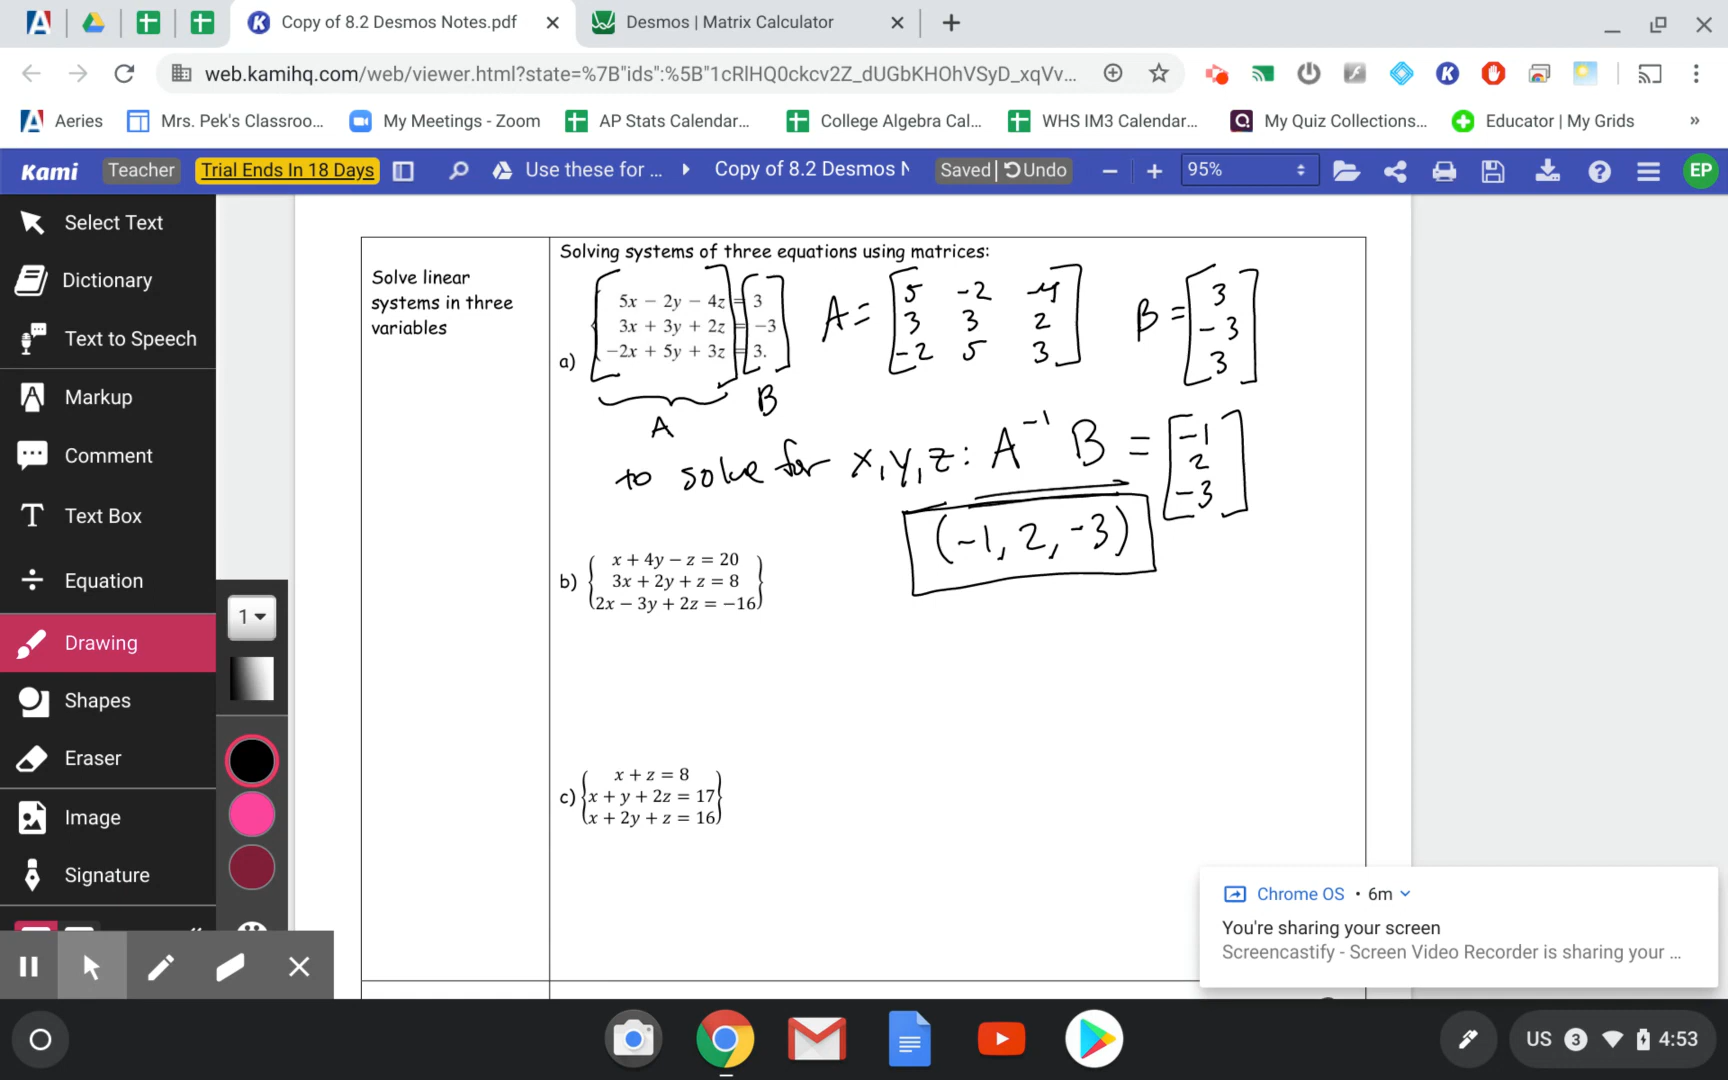 Copy of 8.2 Desmos Notes.pdf
Desmos | Matrix Calculator
web.kamihq.com/web/viewer.html?state=%7B"ids":%5B"1cRlHQ0ckcv2Z_dUGbKHOhVSyD_xqVv...
Aeries
Mrs. Pek's Classroo...
My Meetings - Zoom
AP Stats Calendar...
College Algebra Cal...
WHS IM3 Calendar...
My Quiz Collections...
Educator | My Grids
»
Kami
Teacher
Trial Ends In 18 Days
Use these for ...
Copy of 8.2 Desmos N
Saved | Undo
95%
EP
Select Text
Dictionary
Text to Speech
Markup
Comment
Text Box
Equation
Drawing
Shapes
Eraser
Image
Signature
1
Solve linear
systems in three
variables
Solving systems of three equations using matrices:
a)
5x − 2y − 4z = 3
3x + 3y + 2z = −3
−2x + 5y + 3z = 3.
A
B
A = [5 -2 -4
3 3 2
-2 5 3]
B = [3
-3
3]
to solve for x,y,z: A⁻¹ B = [-1
2
-3]
(-1, 2, -3)
b)
x + 4y − z = 20
3x + 2y + z = 8
2x − 3y + 2z = −16
c)
x + z = 8
x + y + 2z = 17
x + 2y + z = 16
Chrome OS • 6m
You're sharing your screen
Screencastify - Screen Video Recorder is sharing your ...
US 3 4:53